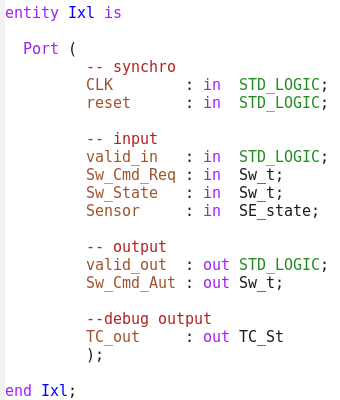 entity Ixl is
Port (
-- synchro
CLK : in STD_LOGIC;
reset : in STD_LOGIC;
-- input
valid_in : in STD_LOGIC;
Sw_Cmd_Req : in Sw_t;
Sw_State : in Sw_t;
Sensor : in SE_state;
-- output
valid_out : out STD_LOGIC;
Sw_Cmd_Aut : out Sw_t;
--debug output
TC_out : out TC_St
);
end Ixl;